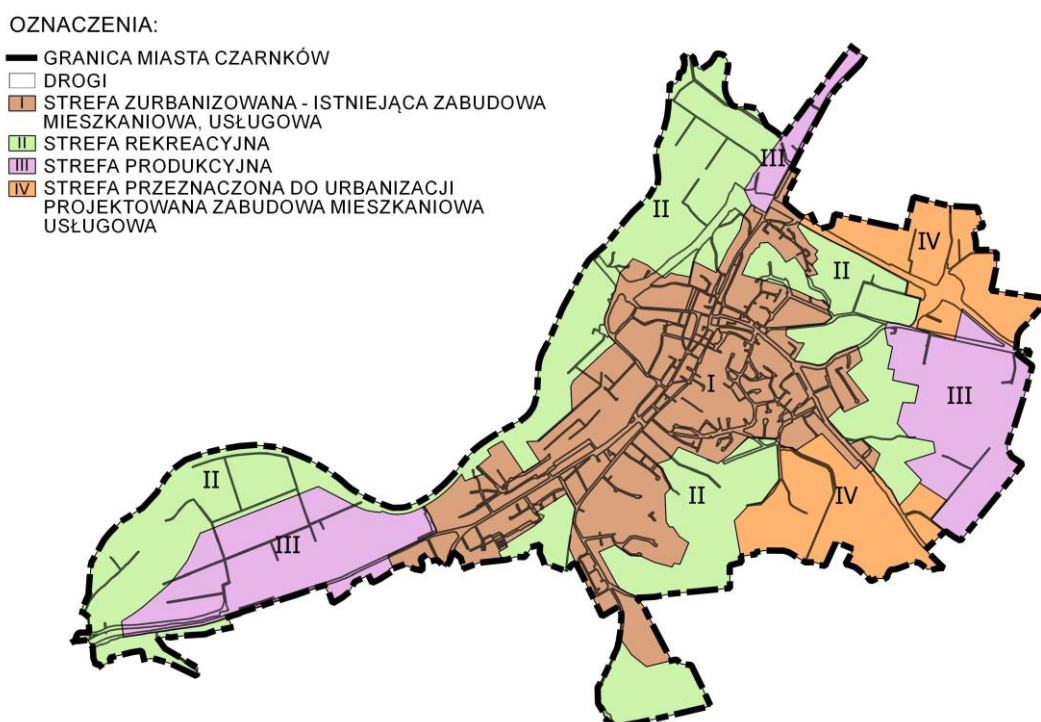 OZNACZENIA:
GRANICA MIASTA CZARNKÓW
DROGI
I STREFA ZURBANIZOWANA - ISTNIEJĄCA ZABUDOWA
MIESZKANIOWA, USŁUGOWA
II STREFA REKREACYJNA
III STREFA PRODUKCYJNA
IV STREFA PRZEZNACZONA DO URBANIZACJI
PROJEKTOWANA ZABUDOWA MIESZKANIOWA
USŁUGOWA
III
II
IV
II
I
III
II
II
IV
III